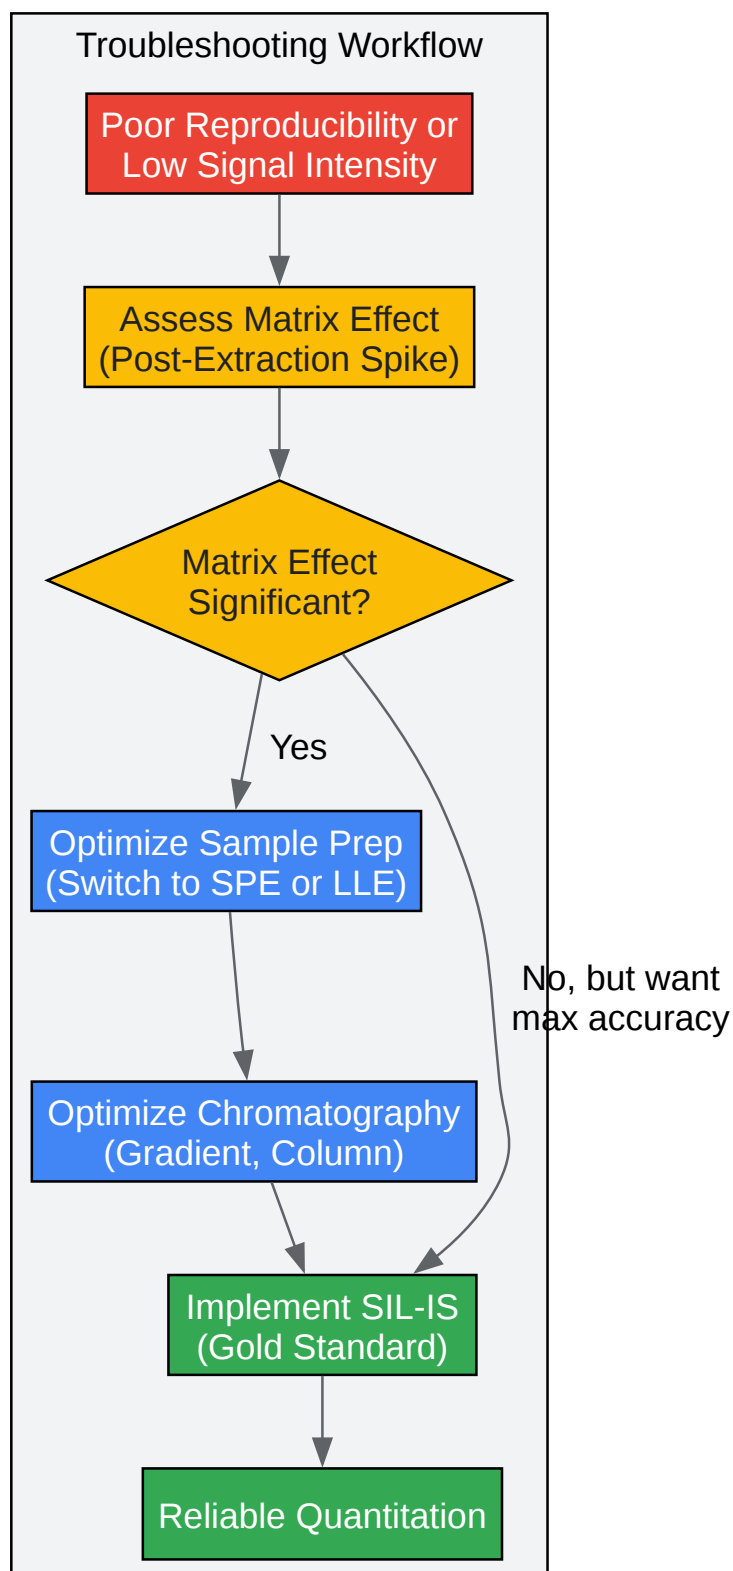 Troubleshooting Workflow
Poor Reproducibility or
Low Signal Intensity
Assess Matrix Effect
(Post-Extraction Spike)
Matrix Effect
Significant?
Yes
Optimize Sample Prep
(Switch to SPE or LLE)
No, but want
max accuracy
Optimize Chromatography
(Gradient, Column)
Implement SIL-IS
(Gold Standard)
Reliable Quantitation